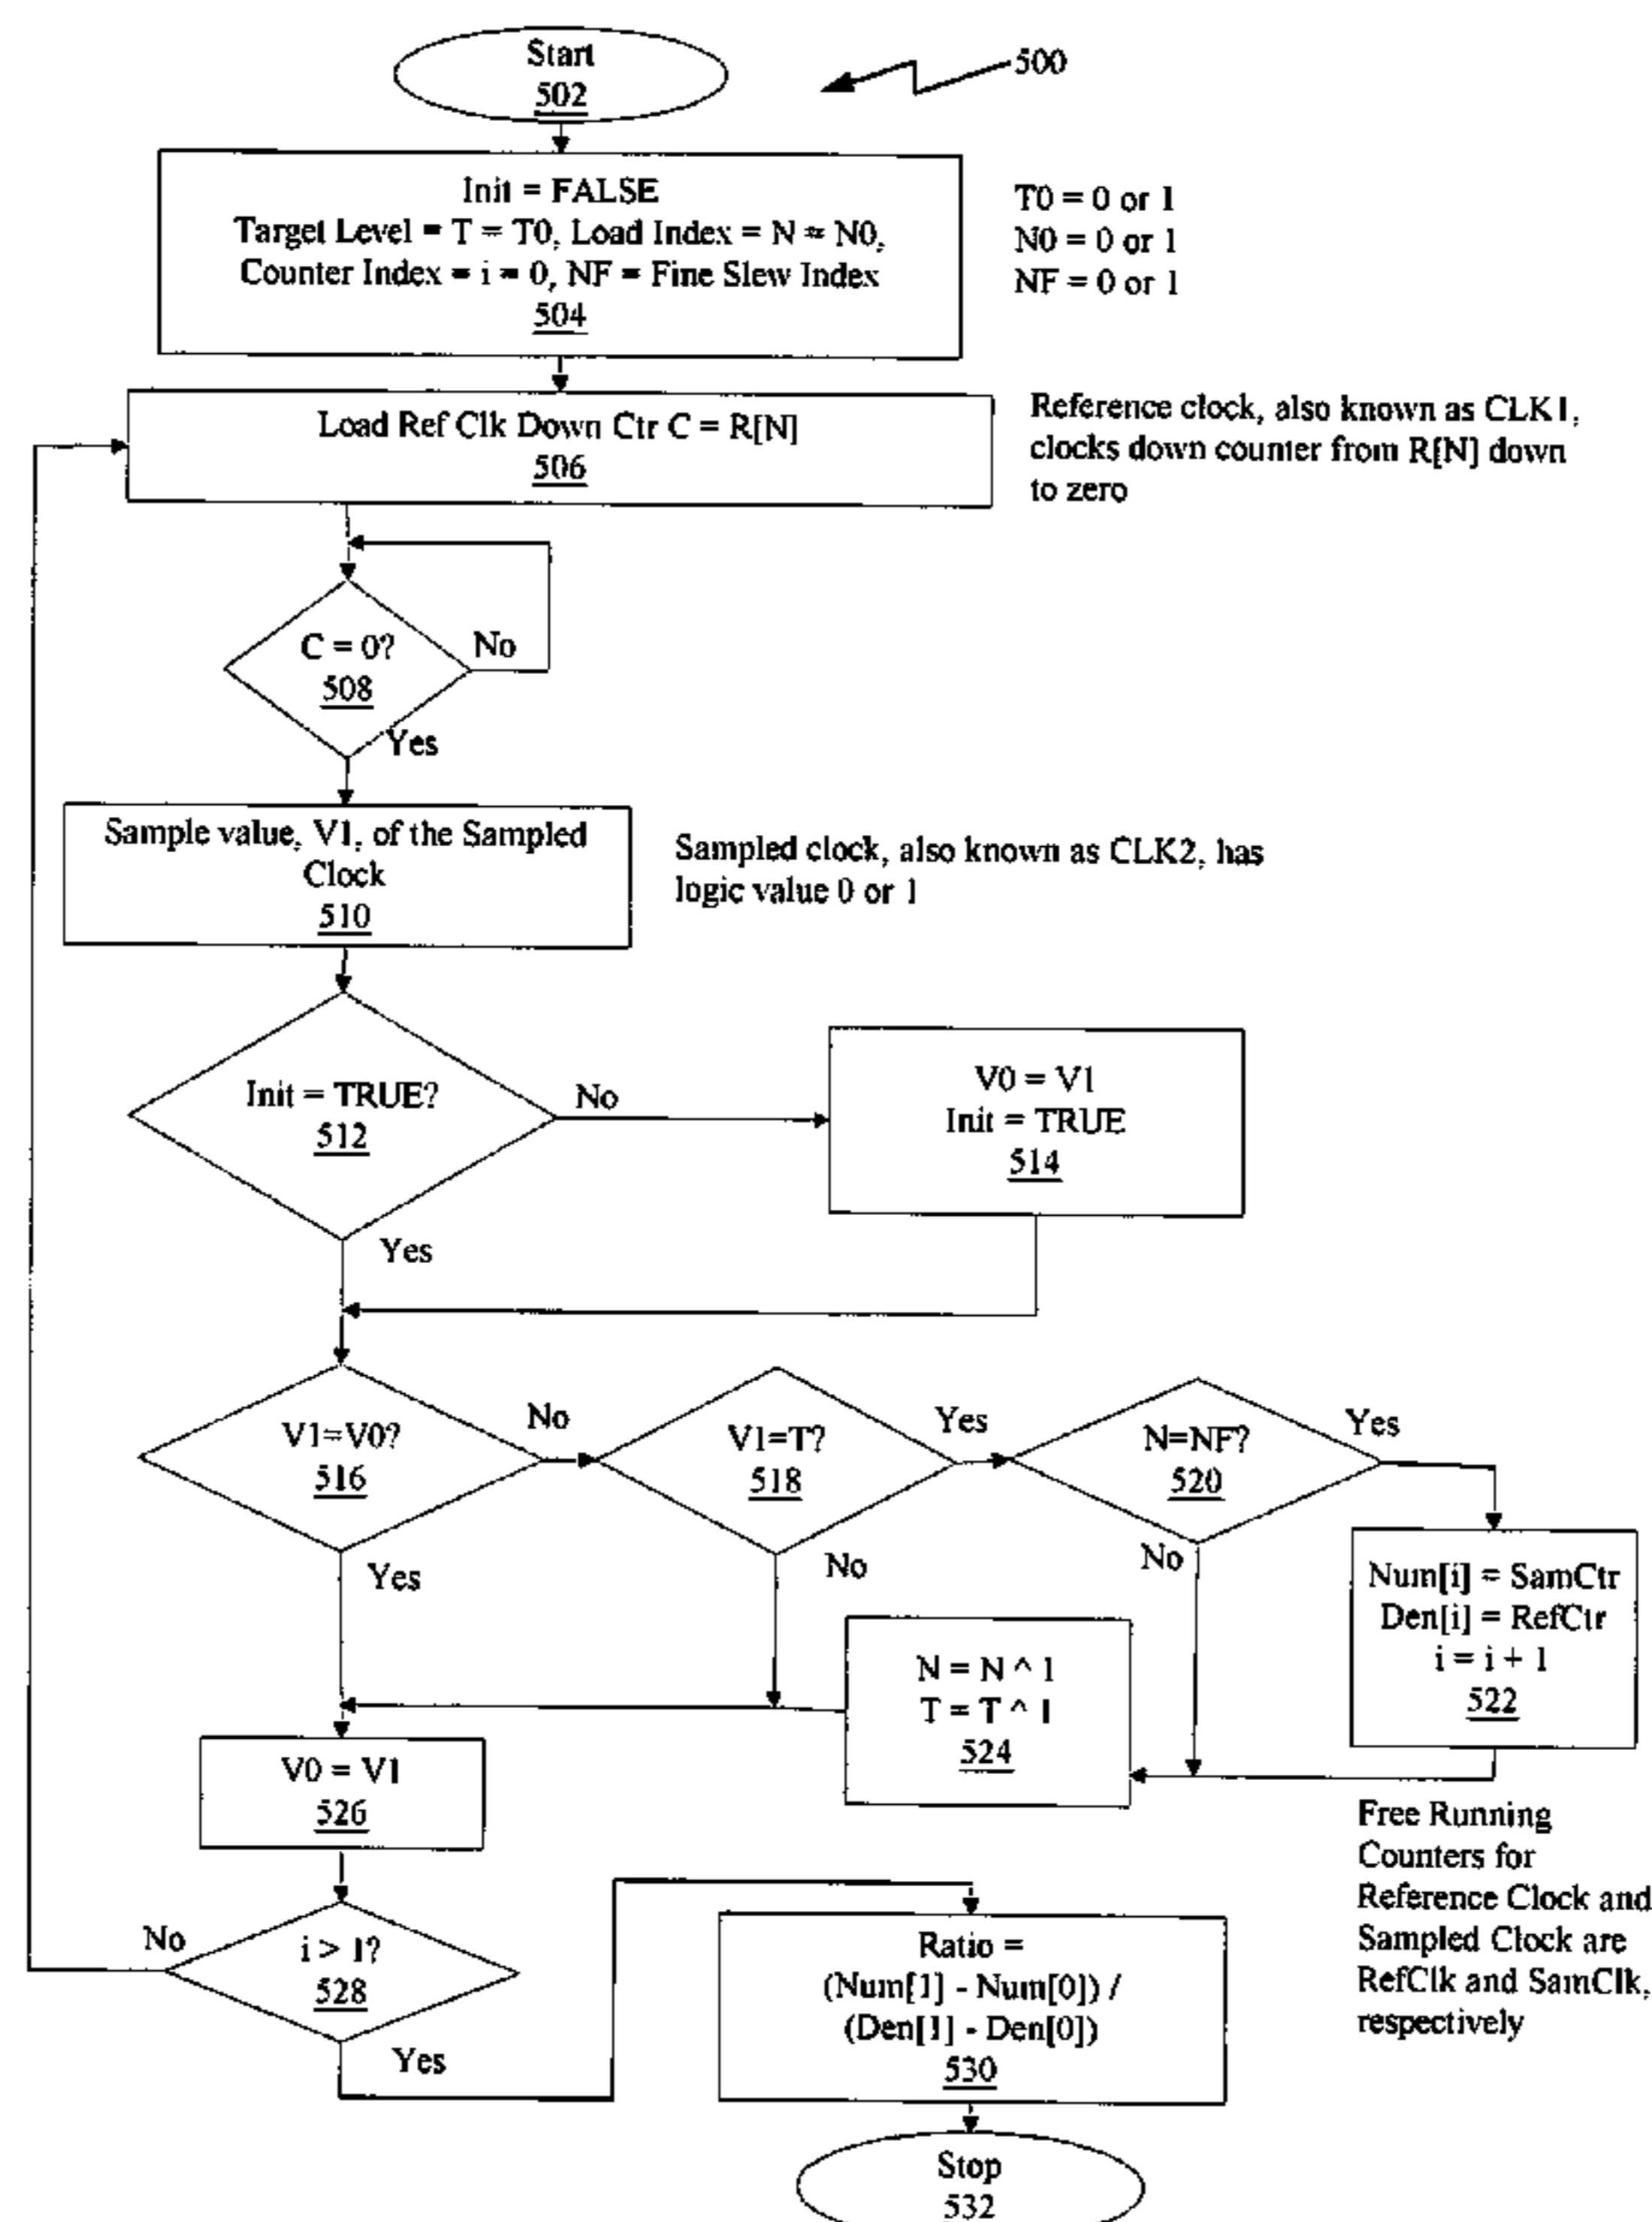 Start
502
500
Init = FALSE
Target Level = T = T0, Load Index = N = N0,
Counter Index = i = 0, NF = Fine Slew Index
504
T0 = 0 or 1
N0 = 0 or 1
NF = 0 or 1
Load Ref Clk Down Ctr C = R[N]
506
Reference clock, also known as CLK1,
clocks down counter from R[N] down
to zero
C = 0?
508
No
Yes
Sample value, V1, of the Sampled
Clock
510
Sampled clock, also known as CLK2, has
logic value 0 or 1
Init = TRUE?
512
No
V0 = V1
Init = TRUE
514
Yes
V1=V0?
516
No
V1=T?
518
Yes
N=NF?
520
Yes
Yes
No
No
Num[i] = SamCtr
Den[i] = RefCtr
i = i + 1
522
N = N ^ 1
T = T ^ 1
524
V0 = V1
526
Free Running
Counters for
Reference Clock and
Sampled Clock are
RefClk and SamClk,
respectively
No
i > 1?
528
Yes
Ratio =
(Num[1] - Num[0]) /
(Den[1] - Den[0])
530
Stop
532